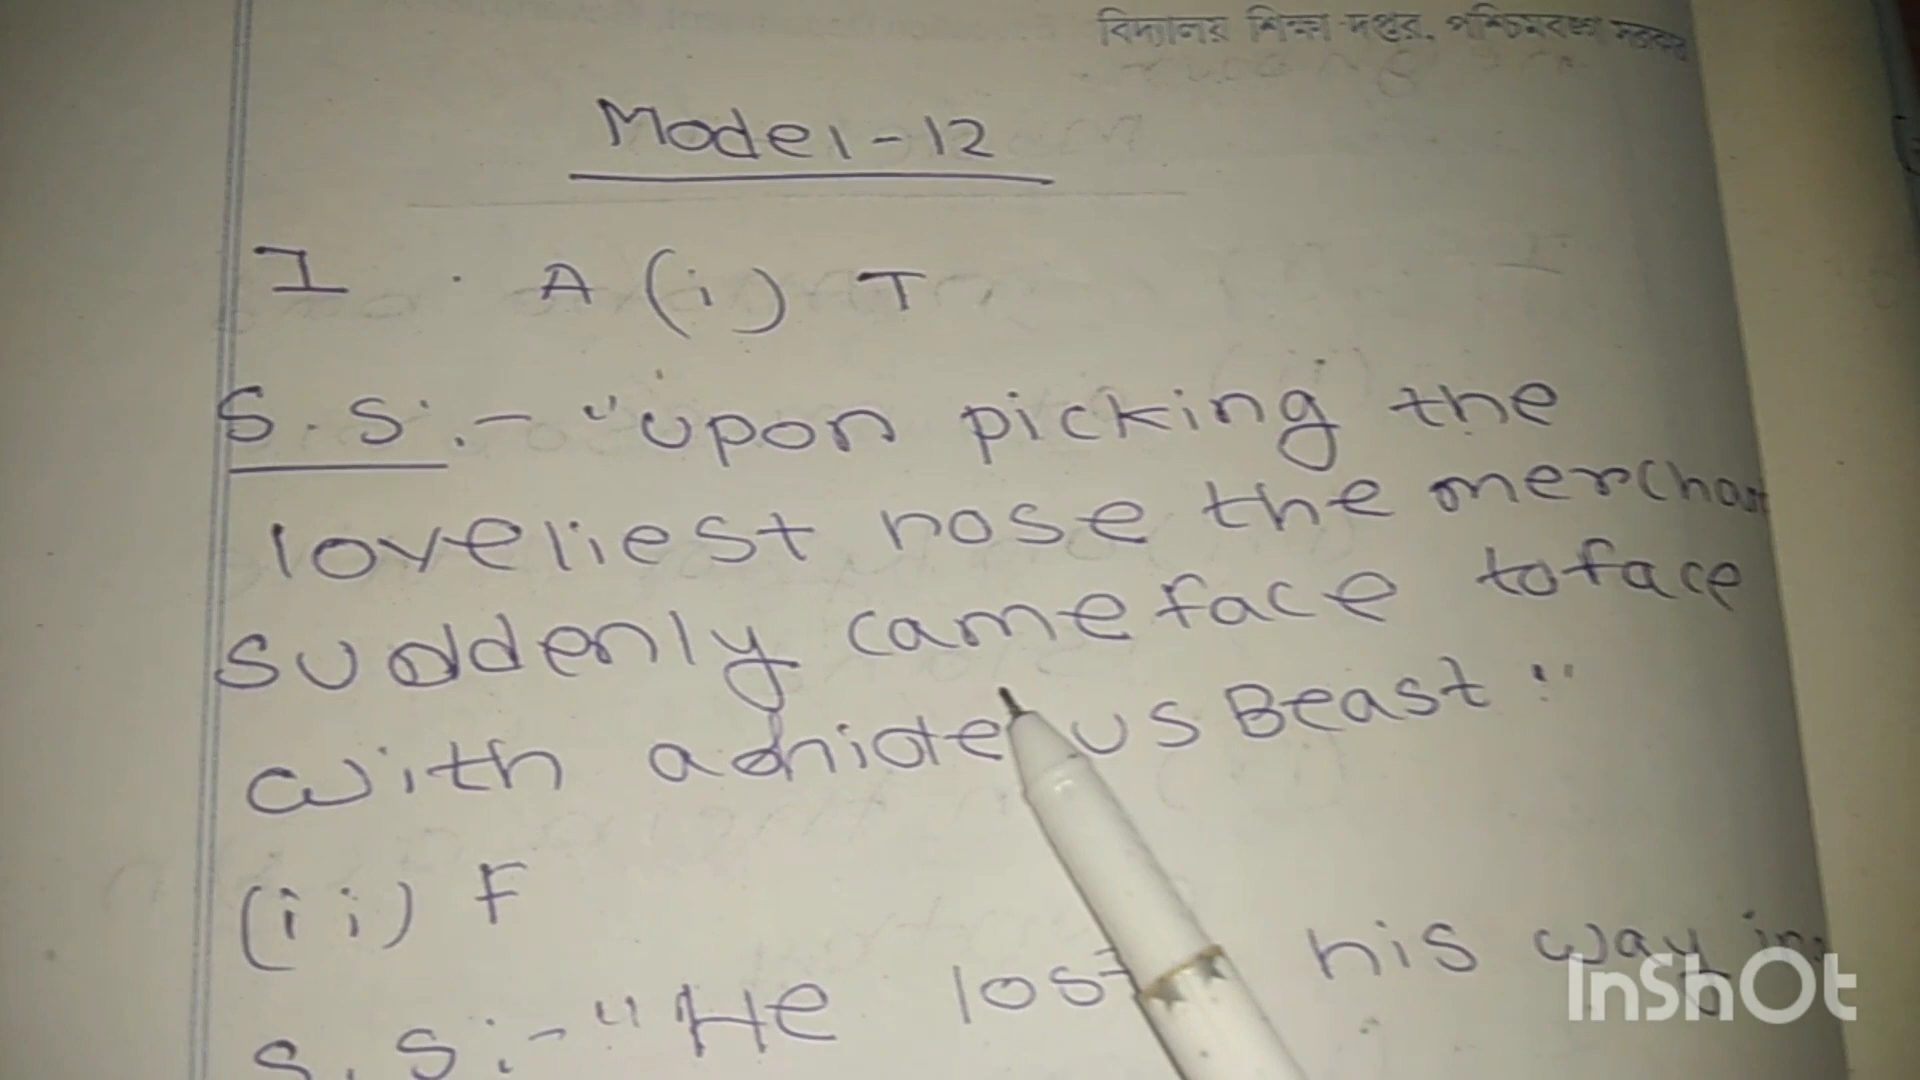 বিদ্যালয় শিক্ষা দপ্তর, পশ্চিমবঙ্গ সরকার
Model-12
I. A (i) T
S.S.:- "upon picking the
loveliest rose the merchant
suddenly came face to face
with a hideous Beast."
(ii) F
S.S:- "He lost his way in
InShOt